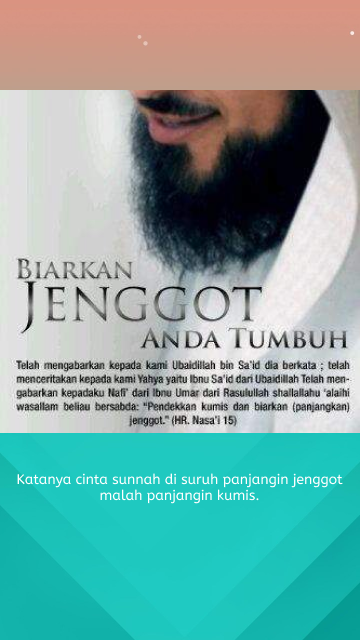 BIARKAN
JENGGOT
ANDA TUMBUH
Telah mengabarkan kepada kami Ubaidillah bin Sa'id dia berkata ; telah
menceritakan kepada kami Yahya yaitu Ibnu Sa'id dari Ubaidillah Telah men-
gabarkan kepadaku Nafi' dari Ibnu Umar dari Rasulullah shallallahu 'alaihi
wasallam beliau bersabda: "Pendekkan kumis dan biarkan (panjangkan)
jenggot." (HR. Nasa'i 15)
Katanya cinta sunnah di suruh panjangin jenggot
malah panjangin kumis.